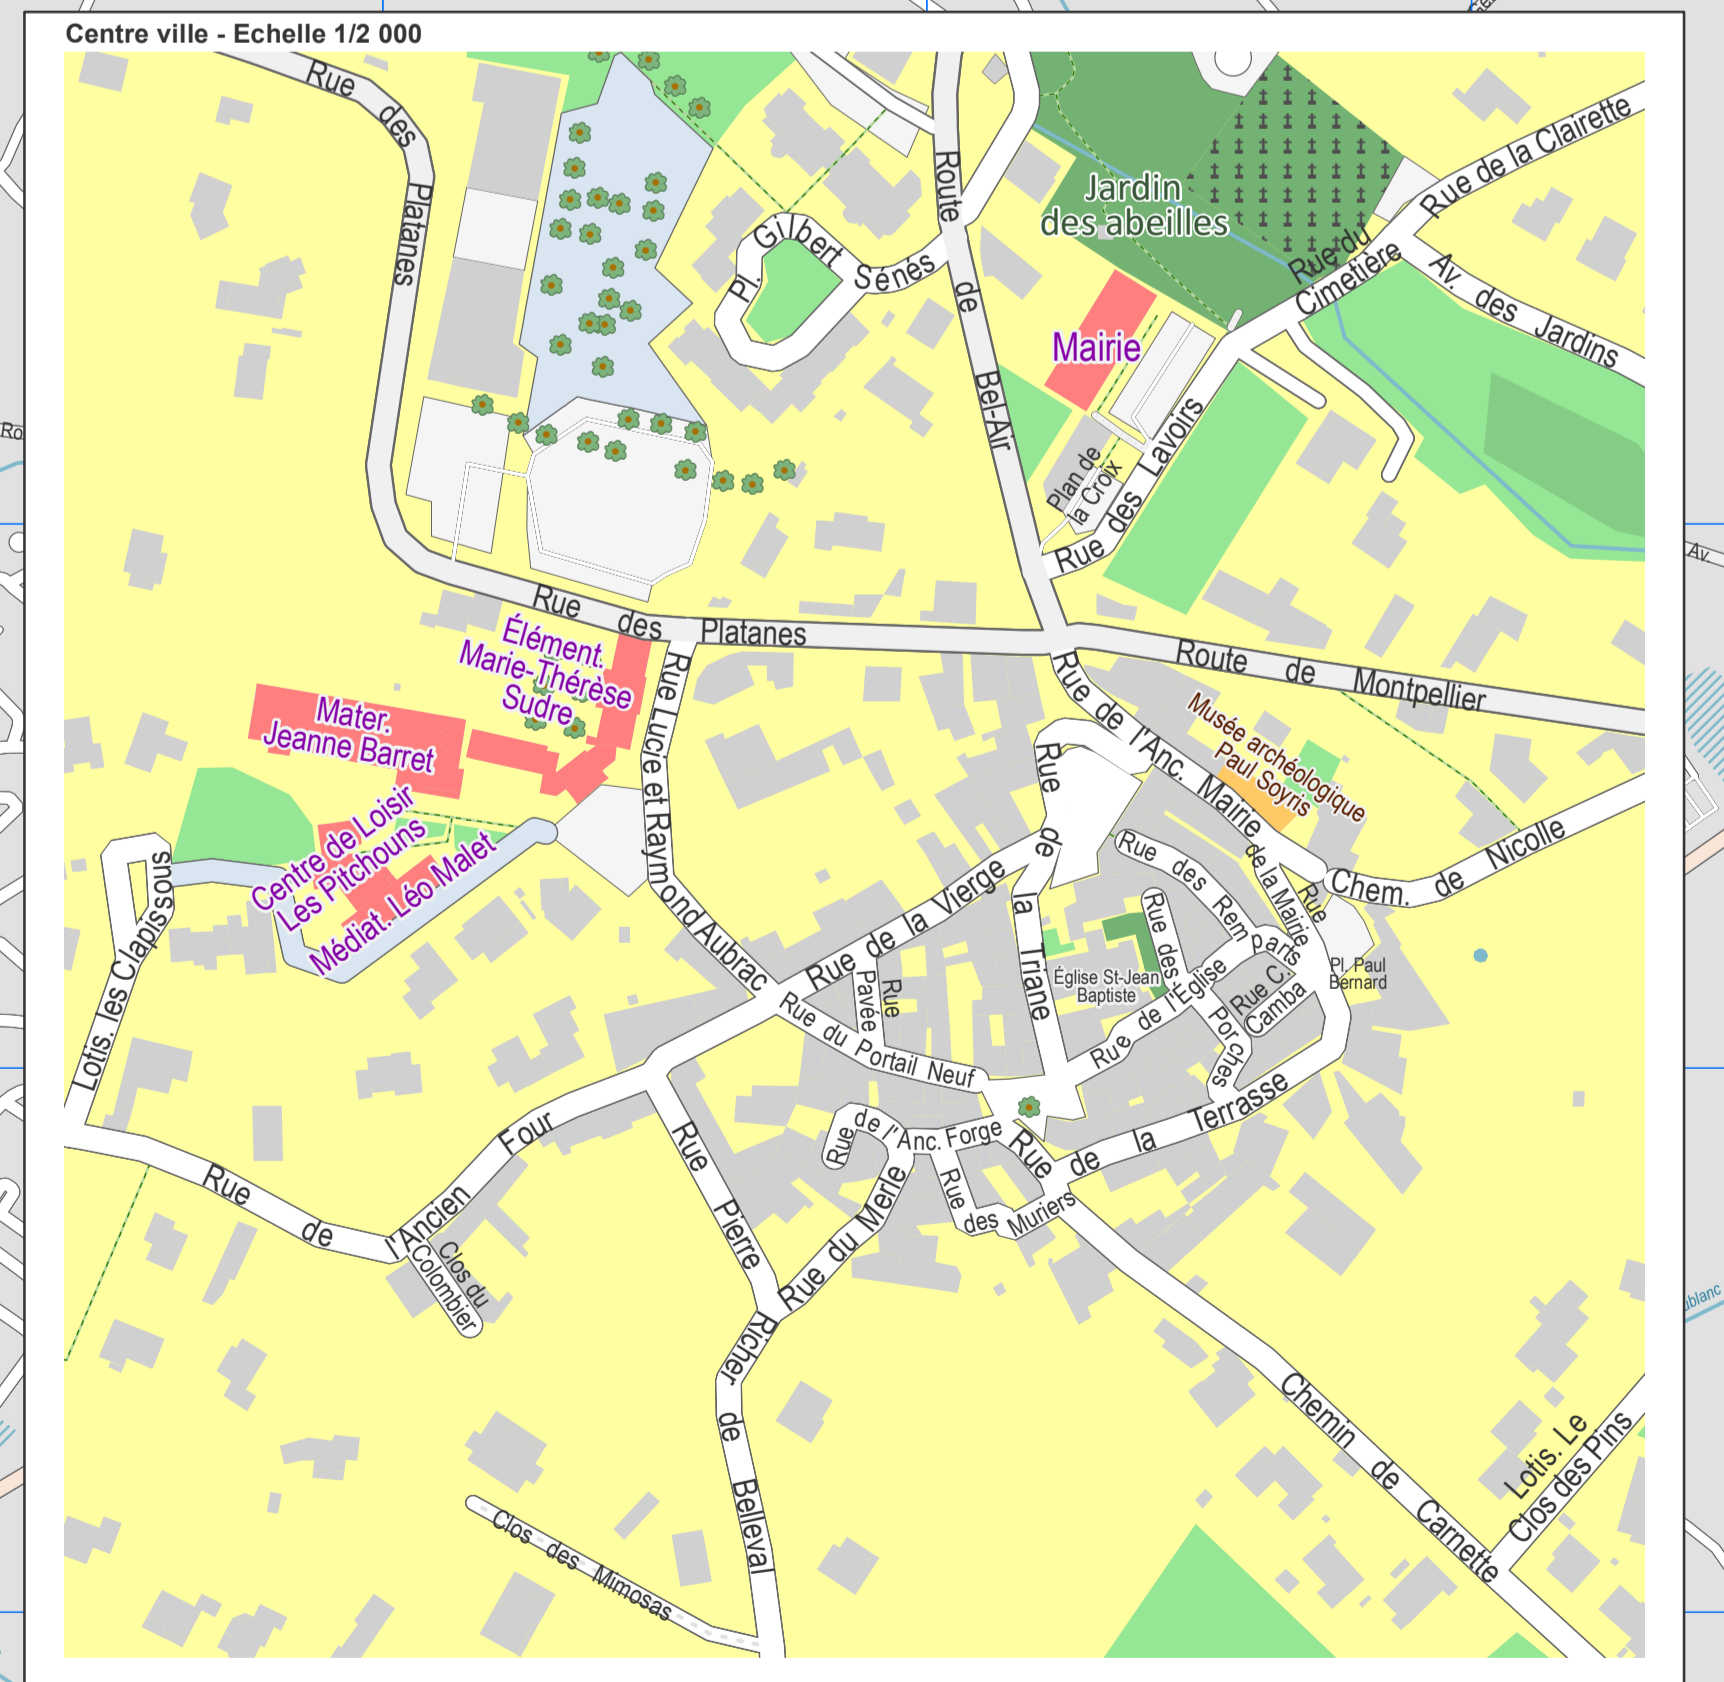 Centre ville - Echelle 1/2 000
Rue des Platanes
Route de Bel-Air
Pl. Gilbert Sénés
Jardin
des abeilles
Rue de la Clairette
Rue du
Cimetière
Av. des Jardins
Mairie
Plan de
la Croix
Rue des Lavoirs
Ro
Av.
Rue des Platanes
Élément.
Marie-Thérèse
Sudre
Mater.
Jeanne Barret
Centre de Loisir
Les Pitchouns
Médiat. Léo Malet
Rue Lucie et Raymond Aubrac
Route de Montpellier
Rue de l'Anc. Mairie
Musée archéologique
Paul Soyris
Chem. de Nicolle
Rue de la Vierge
Rue de la Triane
Rue des Remparts
Rue
de la Mairie
Rue des Porches
Église St-Jean
Baptiste
Rue de l'Église
Rue C.
Camba
Pl. Paul
Bernard
Lotis. les Clapissous
Rue
Pavée
Rue du Portail Neuf
Rue de la Terrasse
Rue de l'Anc. Forge
Rue des Muriers
Rue du Merle
Rue de l'Ancien Four
Clos du
Colombier
Rue Pierre Richer de Belleval
Chemin de Carnette
Lotis. Le
Clos des Pins
Clos des Mimosas
ublanc